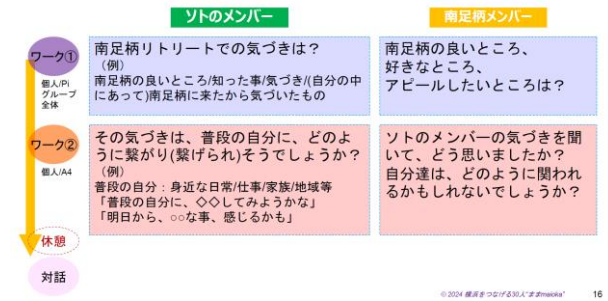 ソトのメンバー
南足柄メンバー
ワーク①
個人/Pi
グループ
全体
南足柄リトリートでの気づきは？
（例）
南足柄の良いところ/知った事/気づき/(自分の中
にあって)南足柄に来たから気づいたもの
南足柄の良いところ、
好きなところ、
アピールしたいところは？
ワーク②
個人/A4
その気づきは、普段の自分に、どのよ
うに繋がり(繋げられ)そうでしょうか？
（例）
普段の自分：身近な日常/仕事/家族/地域等
「普段の自分に、◇◇してみようかな」
「明日から、○○な事、感じるかも」
ソトのメンバーの気づきを聞
いて、どう思いましたか？
自分達は、どのように関われ
るかもしれないでしょうか？
休憩
対話
© 2024 横浜をつなげる30人"ままmaioka"
16